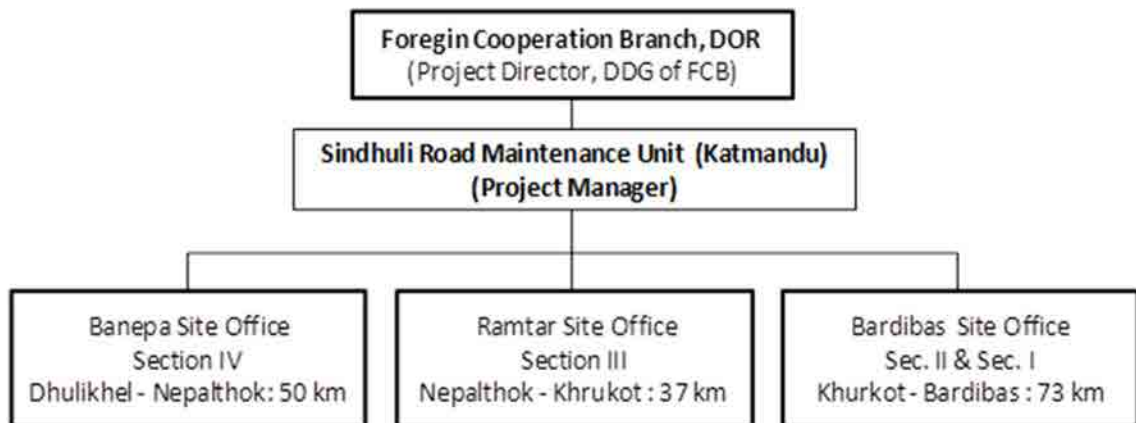 Foregin Cooperation Branch, DOR
(Project Director, DDG of FCB)
Sindhuli Road Maintenance Unit (Katmandu)
(Project Manager)
Banepa Site Office
Section IV
Dhulikhel - Nepalthok: 50 km
Ramtar Site Office
Section III
Nepalthok - Khrukot : 37 km
Bardibas Site Office
Sec. II & Sec. I
Khurkot - Bardibas : 73 km